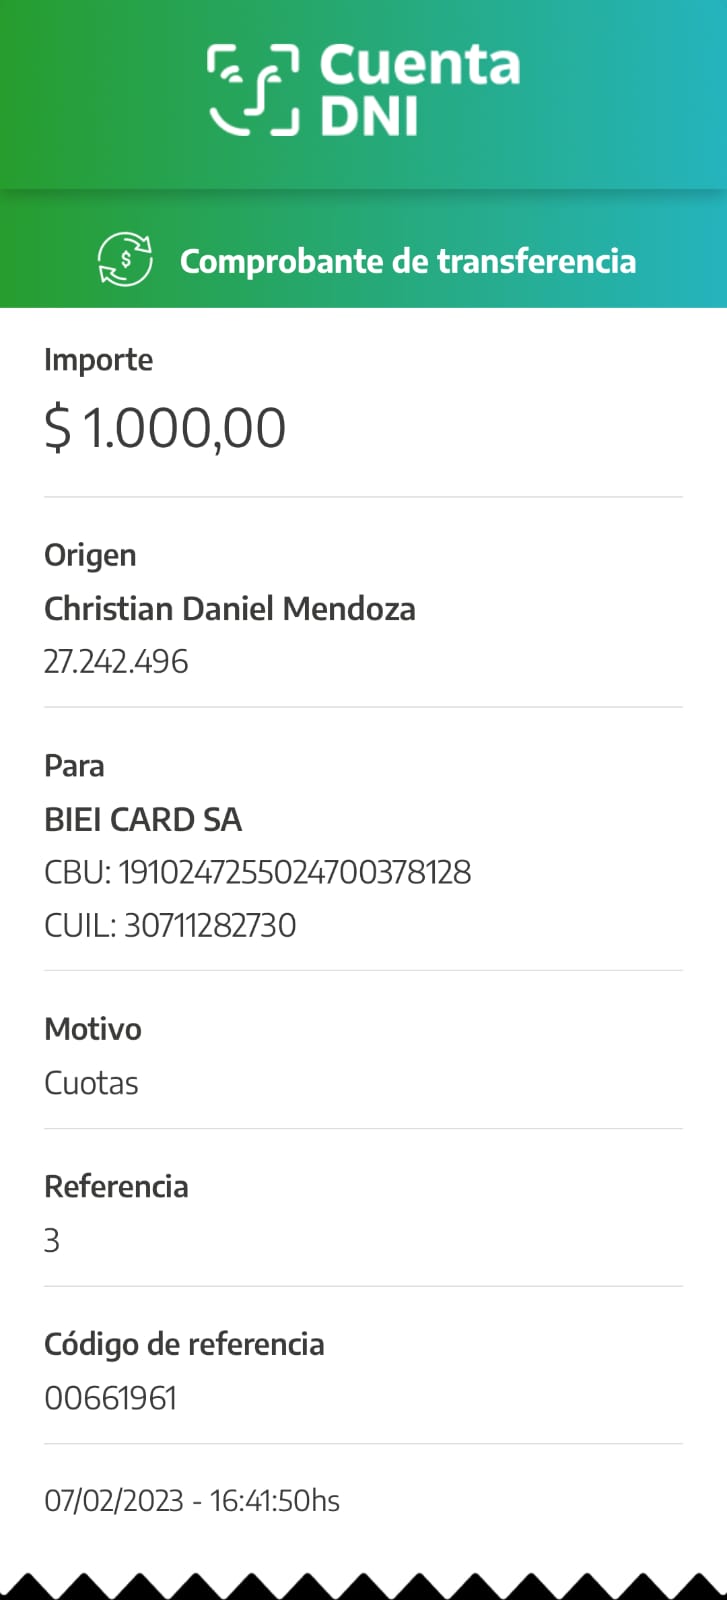 Cuenta
DNI
Comprobante de transferencia
Importe
$ 1.000,00
Origen
Christian Daniel Mendoza
27.242.496
Para
BIEI CARD SA
CBU: 1910247255024700378128
CUIL: 30711282730
Motivo
Cuotas
Referencia
3
Código de referencia
00661961
07/02/2023 - 16:41:50hs